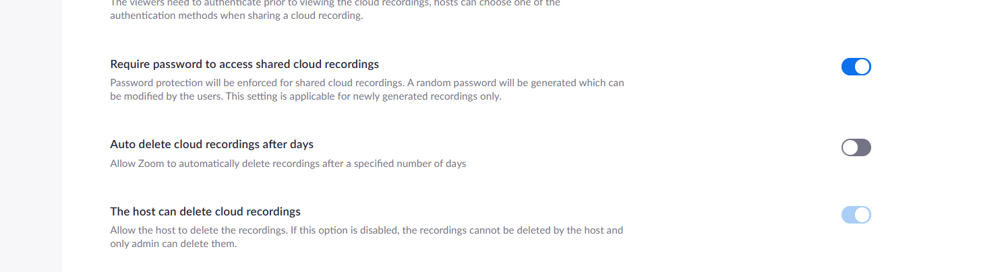 The viewers need to authenticate prior to viewing the cloud recordings, hosts can choose one of the
authentication methods when sharing a cloud recording.
Require password to access shared cloud recordings
Password protection will be enforced for shared cloud recordings. A random password will be generated which can
be modified by the users. This setting is applicable for newly generated recordings only.
Auto delete cloud recordings after days
Allow Zoom to automatically delete recordings after a specified number of days
The host can delete cloud recordings
Allow the host to delete the recordings. If this option is disabled, the recordings cannot be deleted by the host and
only admin can delete them.